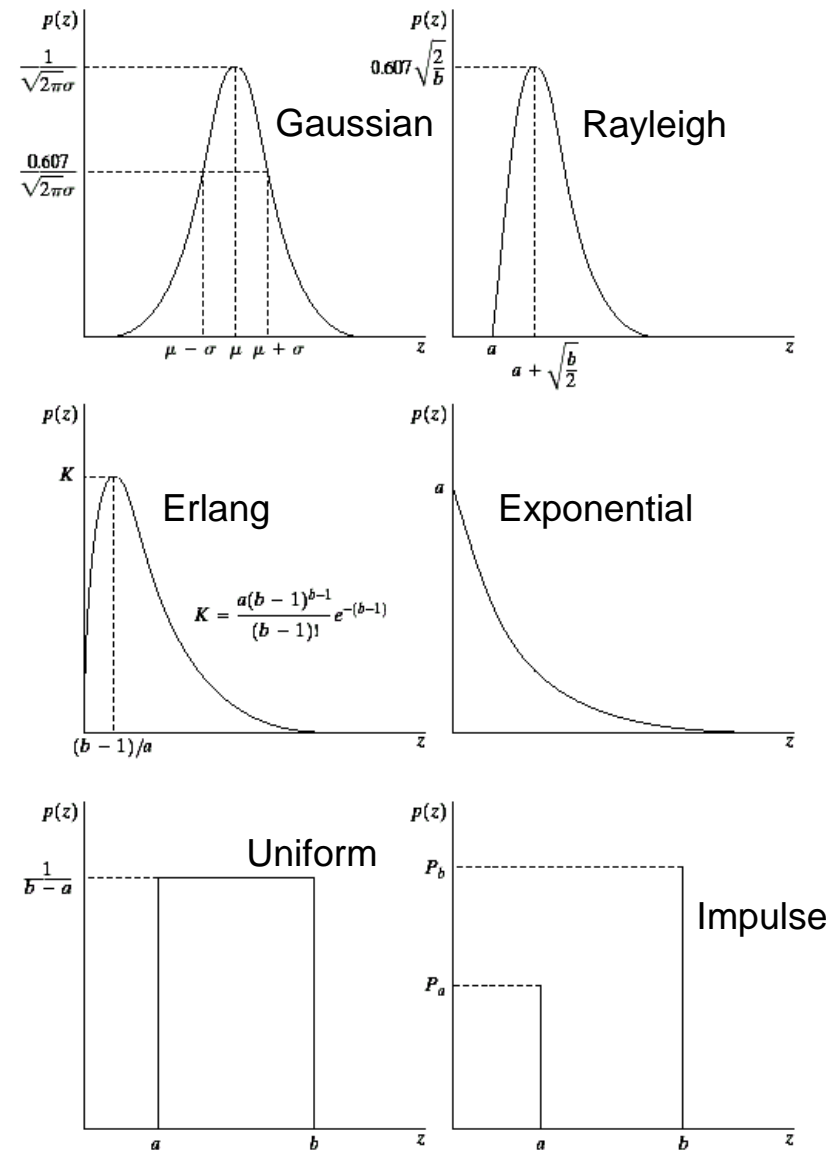 p(z)
1/√2πσ
0.607/√2πσ
Gaussian
μ − σ μ μ + σ z
p(z)
0.607 √2/b
Rayleigh
a z
a + √b/2
p(z)
K
Erlang
K = a(b − 1)^{b−1}/(b − 1)! e^{−(b−1)}
(b − 1)/a z
p(z)
a
Exponential
z
p(z)
1/b − a
Uniform
a b z
p(z)
P_b
Impulse
P_a
a b z